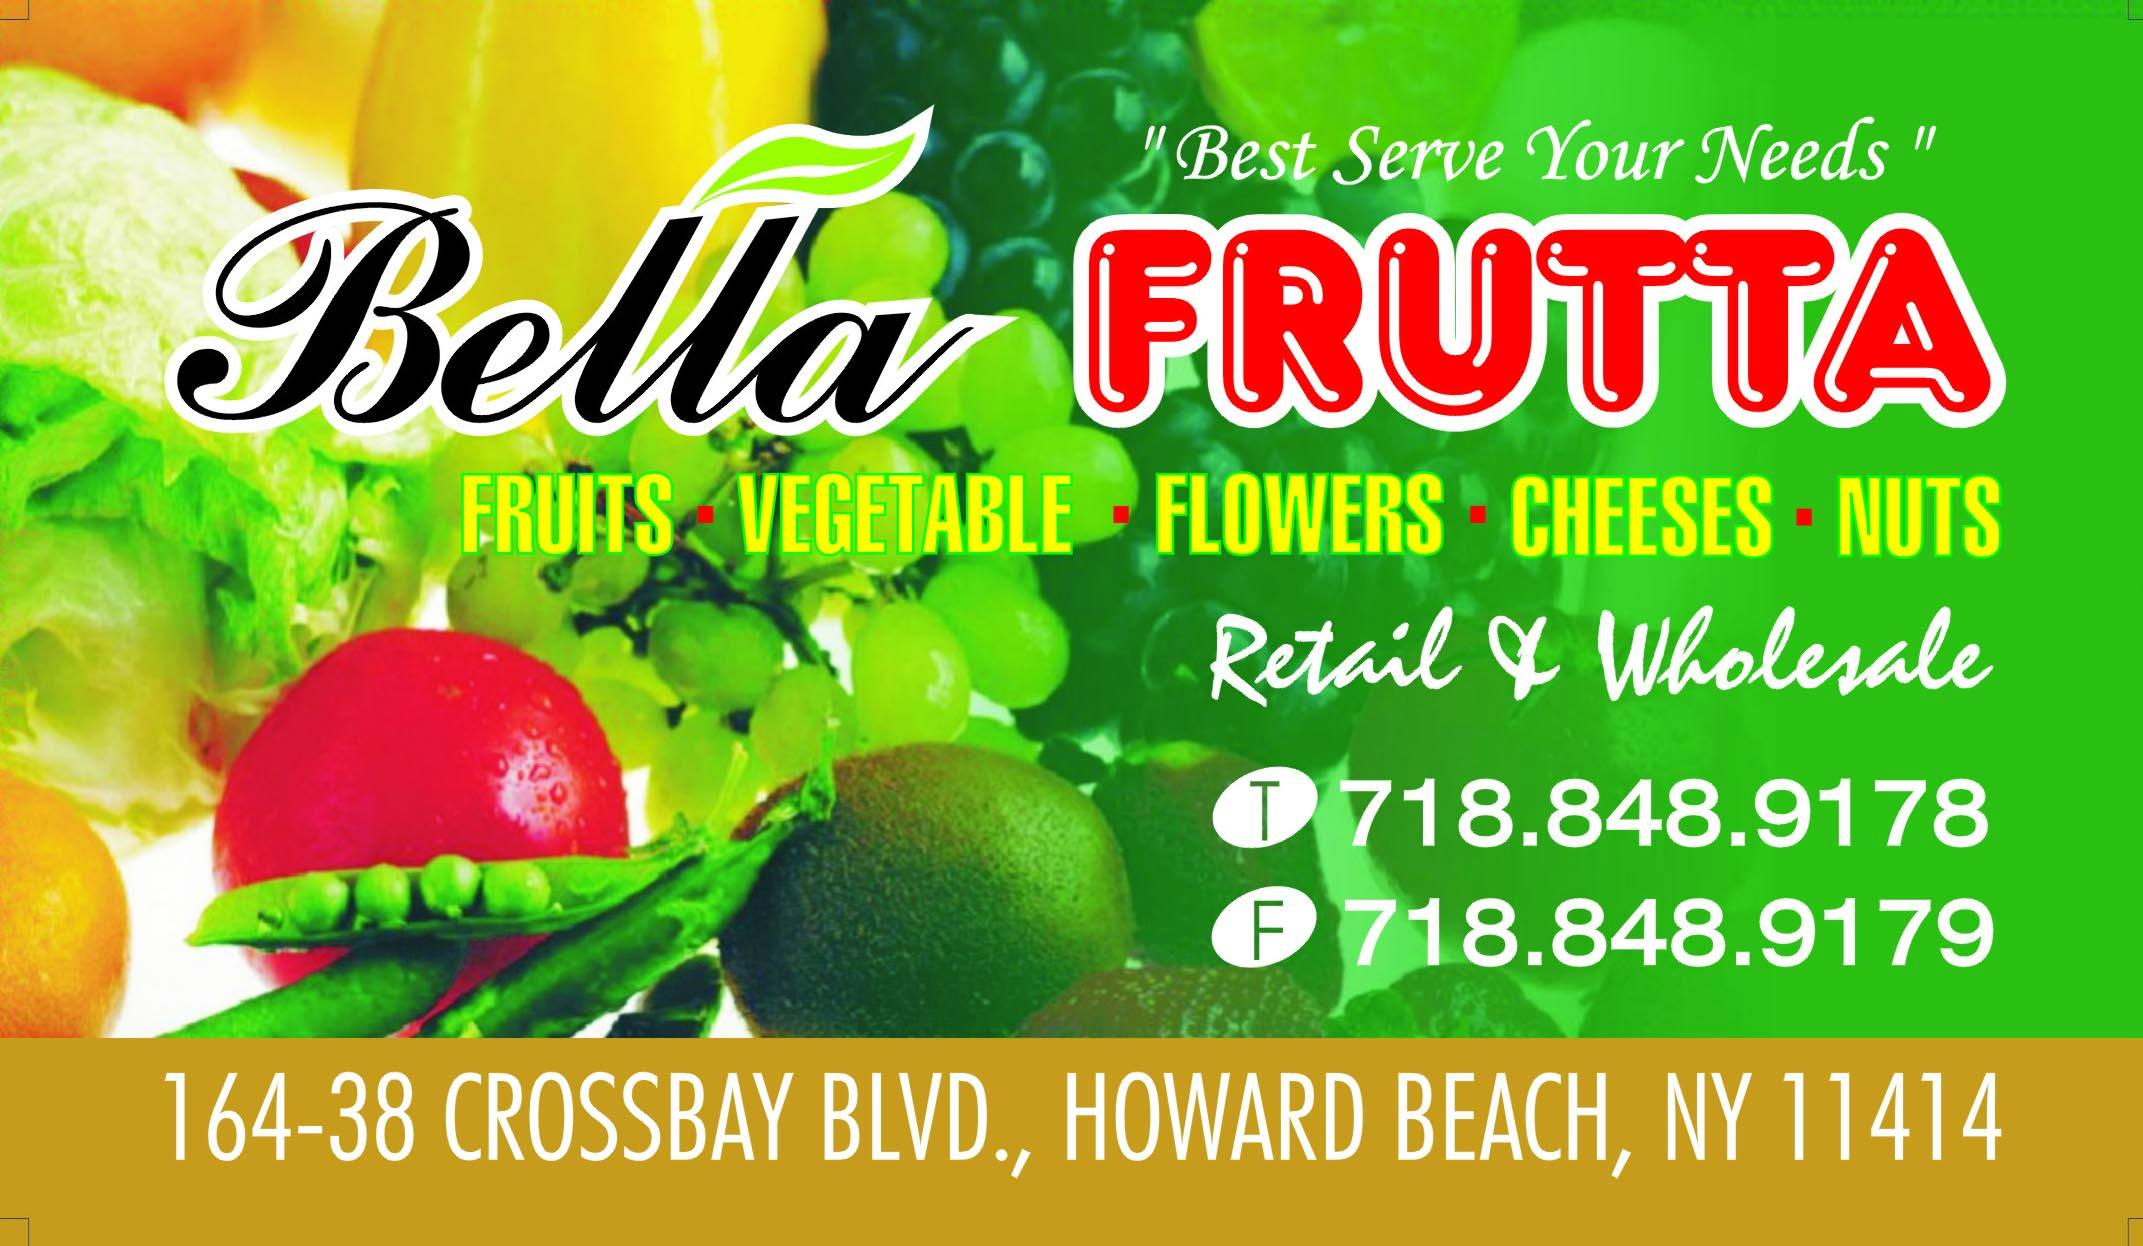 "Best Serve Your Needs"
Bella FRUTTA
FRUITS · VEGETABLE · FLOWERS · CHEESES · NUTS
Retail & Wholesale
T 718.848.9178
F 718.848.9179
164-38 CROSSBAY BLVD., HOWARD BEACH, NY 11414